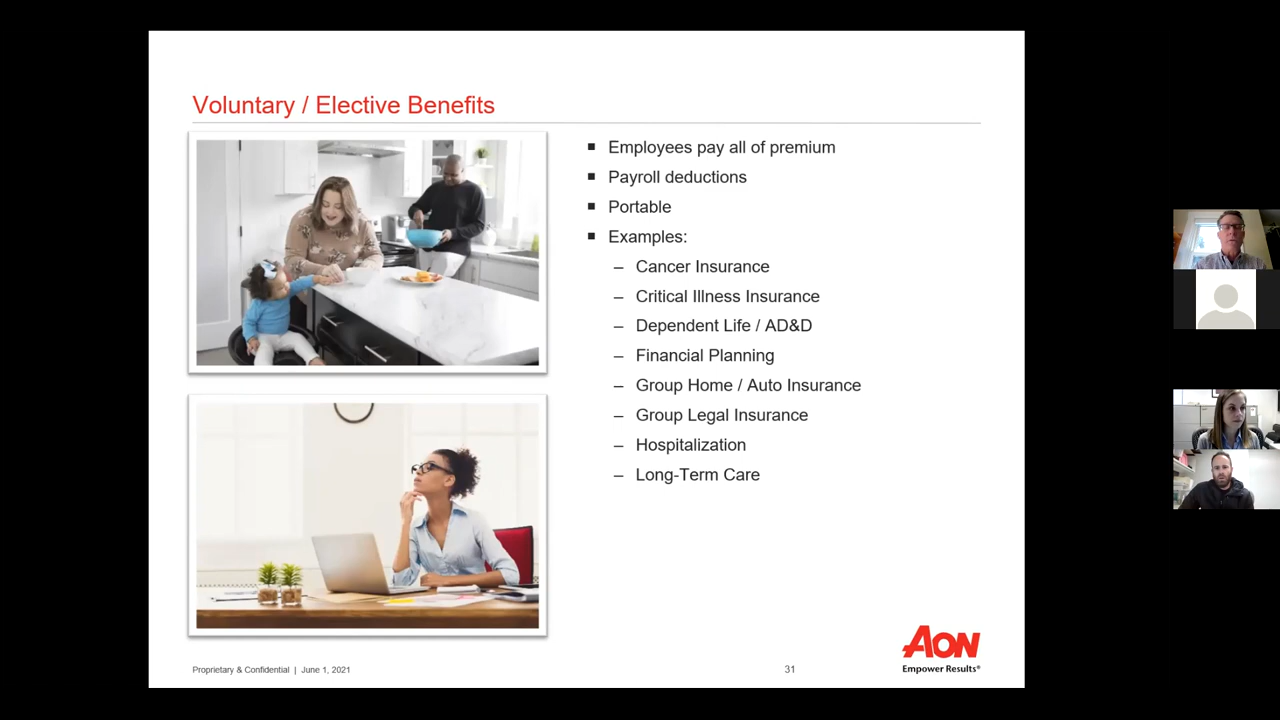 Voluntary / Elective Benefits
▪ Employees pay all of premium
▪ Payroll deductions
▪ Portable
▪ Examples:
– Cancer Insurance
– Critical Illness Insurance
– Dependent Life / AD&D
– Financial Planning
– Group Home / Auto Insurance
– Group Legal Insurance
– Hospitalization
– Long-Term Care
AON
Empower Results®
Proprietary & Confidential | June 1, 2021
31